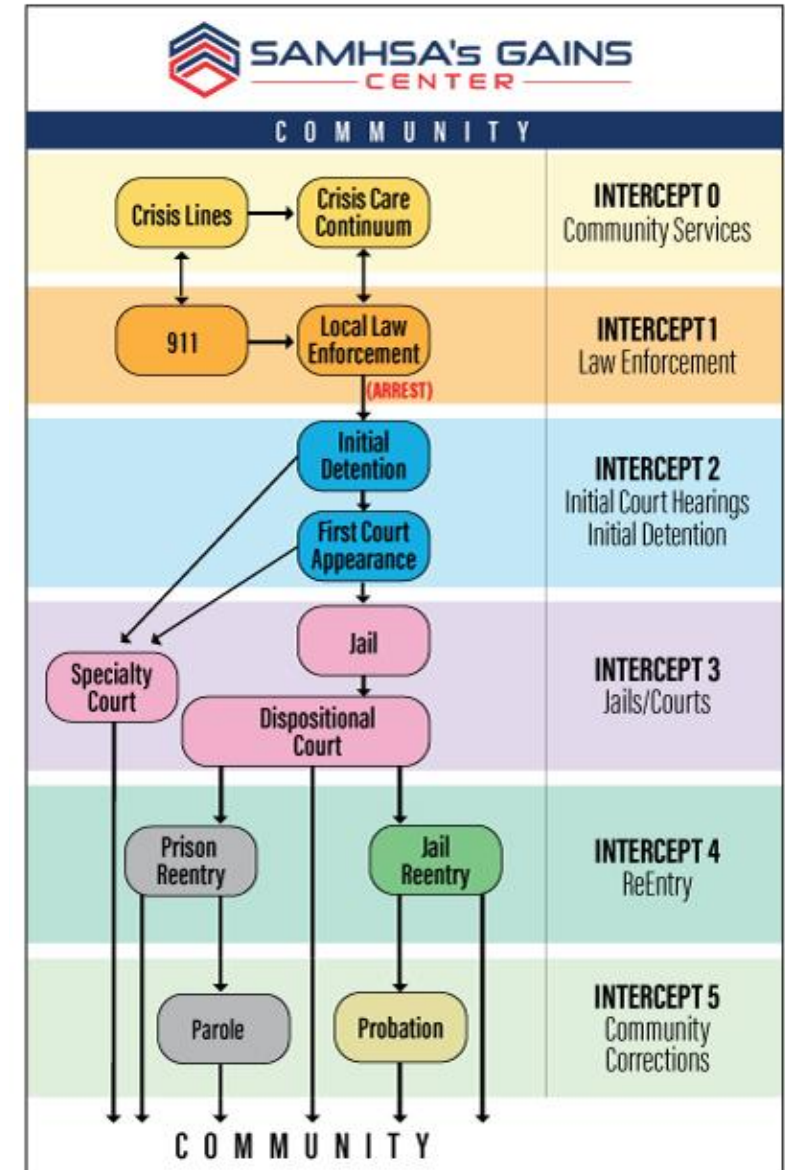 SAMHSA's GAINS
CENTER
COMMUNITY
Crisis Lines
Crisis Care
Continuum
INTERCEPT 0
Community Services
911
Local Law
Enforcement
(ARREST)
INTERCEPT 1
Law Enforcement
Initial
Detention
First Court
Appearance
INTERCEPT 2
Initial Court Hearings
Initial Detention
Jail
Specialty
Court
Dispositional
Court
INTERCEPT 3
Jails/Courts
Prison
Reentry
Jail
Reentry
INTERCEPT 4
ReEntry
Parole
Probation
INTERCEPT 5
Community
Corrections
COMMUNITY